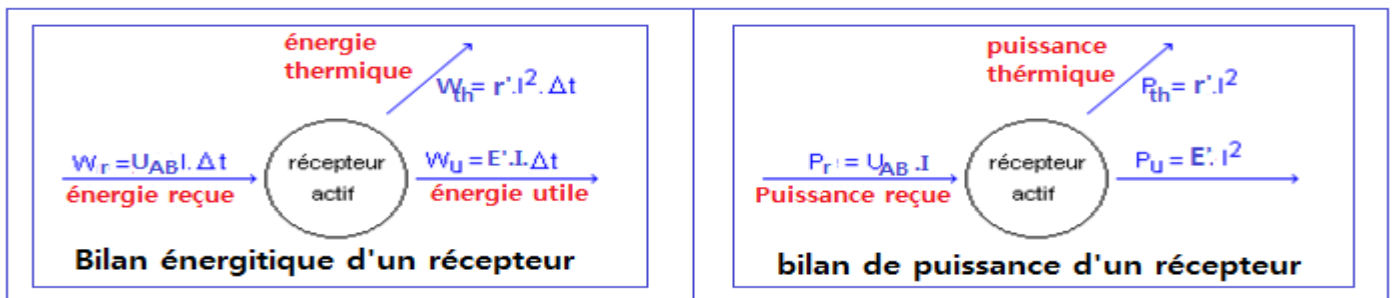 énergie
thermique
Wth= r'.I². Δt
Wr =UABI. Δt
énergie reçue
récepteur
actif
WU = E'.I.Δt
énergie utile
Bilan énergitique d'un récepteur
puissance
thérmique
Pth= r'.I²
Pr = UAB .I
Puissance reçue
récepteur
actif
PU = E'. I²
bilan de puissance d'un récepteur